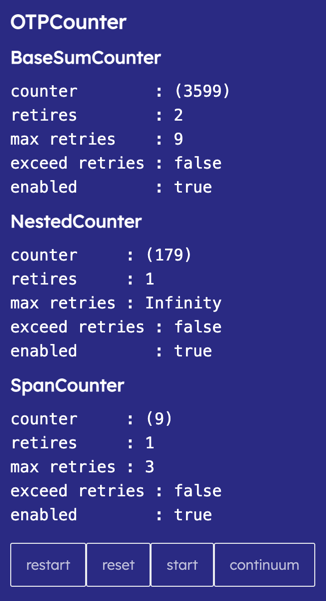 OTPCounter
BaseSumCounter
counter        : (3599)
retires        : 2
max retries    : 9
exceed retries : false
enabled        : true
NestedCounter
counter     : (179)
retires     : 1
max retries : Infinity
exceed retries : false
enabled        : true
SpanCounter
counter     : (9)
retires     : 1
max retries : 3
exceed retries : false
enabled        : true
restart reset start continuum